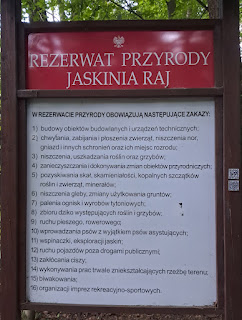 REZERWAT PRZYRODY
JASKINIA RAJ
W REZERWACIE PRZYRODY OBOWIĄZUJĄ NASTĘPUJĄCE ZAKAZY:
1) budowy obiektów budowlanych i urządzeń technicznych;
2) chwytania, zabijania i płoszenia zwierząt, niszczenia nor,
gniazd i innych schronień oraz ich miejsc rozrodu;
3) niszczenia, uszkadzania roślin oraz grzybów;
4) zanieczyszczania i dokonywania zmian obiektów przyrodniczych;
5) pozyskiwania skał, skamieniałości, kopalnych szczątków
roślin i zwierząt, minerałów;
6) niszczenia gleby, zmiany użytkowania gruntów;
7) palenia ognisk i wyrobów tytoniowych;
8) zbioru dziko występujących roślin i grzybów;
9) ruchu pieszego, rowerowego;
10) wprowadzania psów z wyjątkiem psów asystujących;
11) wspinaczki, eksploracji jaskiń;
12) ruchu pojazdów poza drogami publicznymi;
13) zakłócania ciszy;
14) wykonywania prac trwale zniekształcających rzeźbę terenu;
15) biwakowania;
16) organizacji imprez rekreacyjno-sportowych.